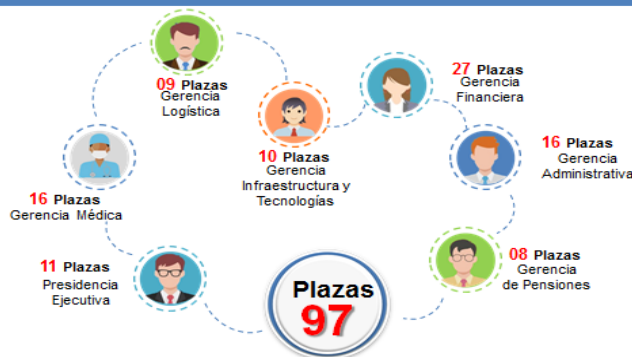 09 Plazas
Gerencia
Logística
27 Plazas
Gerencia
Financiera
10 Plazas
Gerencia
Infraestructura y
Tecnologías
16 Plazas
Gerencia
Administrativa
16 Plazas
Gerencia Médica
11 Plazas
Presidencia
Ejecutiva
08 Plazas
Gerencia
de Pensiones
Plazas
97